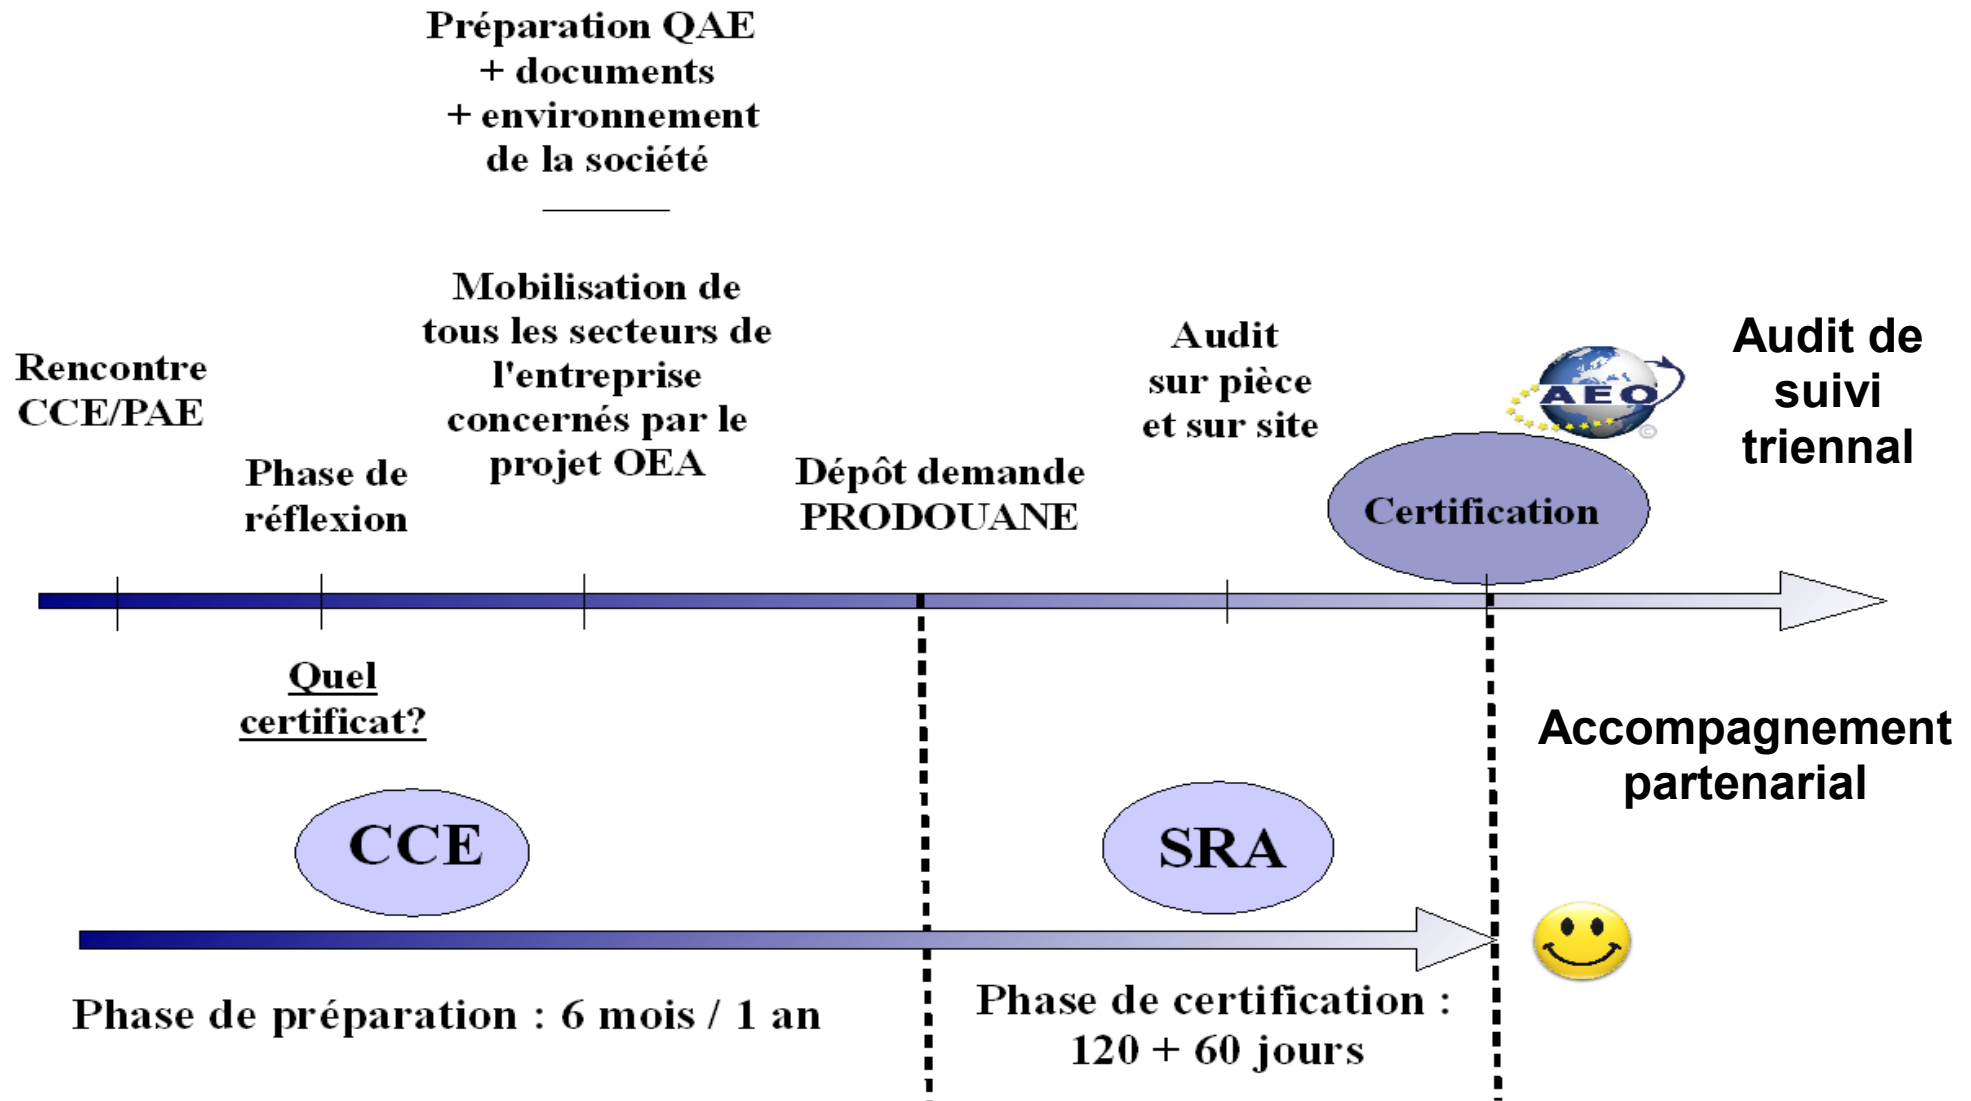 Préparation QAE
+ documents
+ environnement
de la société
Mobilisation de
tous les secteurs de
l'entreprise
concernés par le
projet OEA
Rencontre
CCE/PAE
Phase de
réflexion
Dépôt demande
PRODOUANE
Audit
sur pièce
et sur site
AEO
©
Certification
Audit de
suivi
triennal
Quel
certificat?
Accompagnement
partenarial
CCE
SRA
Phase de préparation : 6 mois / 1 an
Phase de certification :
120 + 60 jours